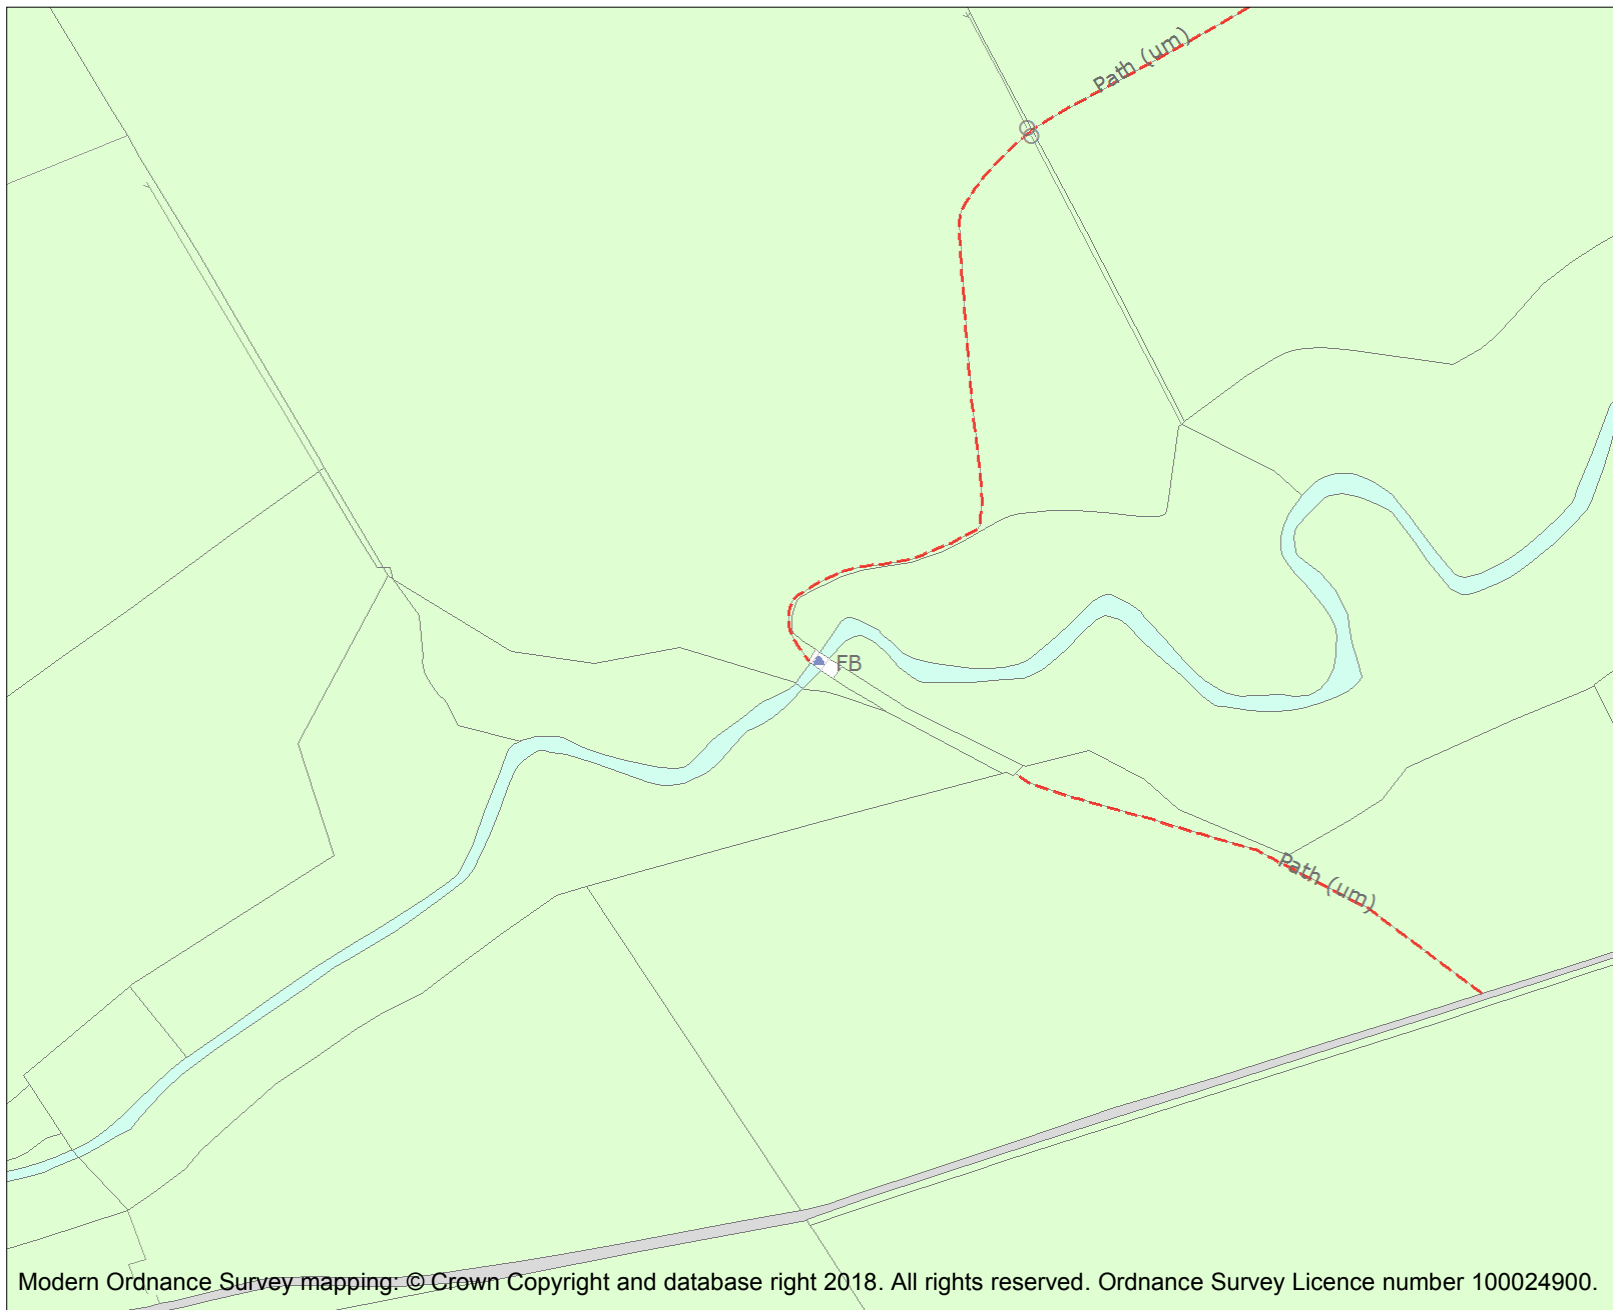 Path (um)
FB
Path (um)
Modern Ordnance Survey mapping: © Crown Copyright and database right 2018. All rights reserved. Ordnance Survey Licence number 100024900.